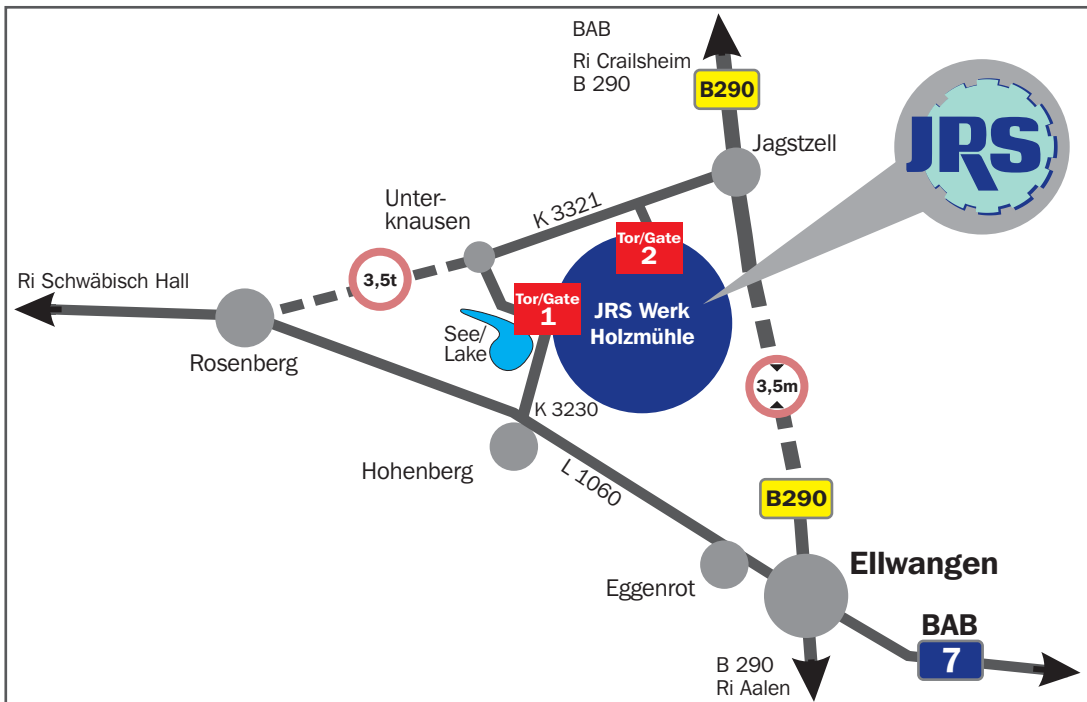 BAB
Ri Crailsheim
B 290
B290
JRS
Jagstzell
Unter-
knausen
K 3321
Tor/Gate
2
3,5t
Ri Schwäbisch Hall
Tor/Gate
1
JRS Werk
Holzmühle
See/
Lake
Rosenberg
3,5m
K 3230
Hohenberg
L 1060
B290
Ellwangen
Eggenrot
BAB
7
B 290
Ri Aalen